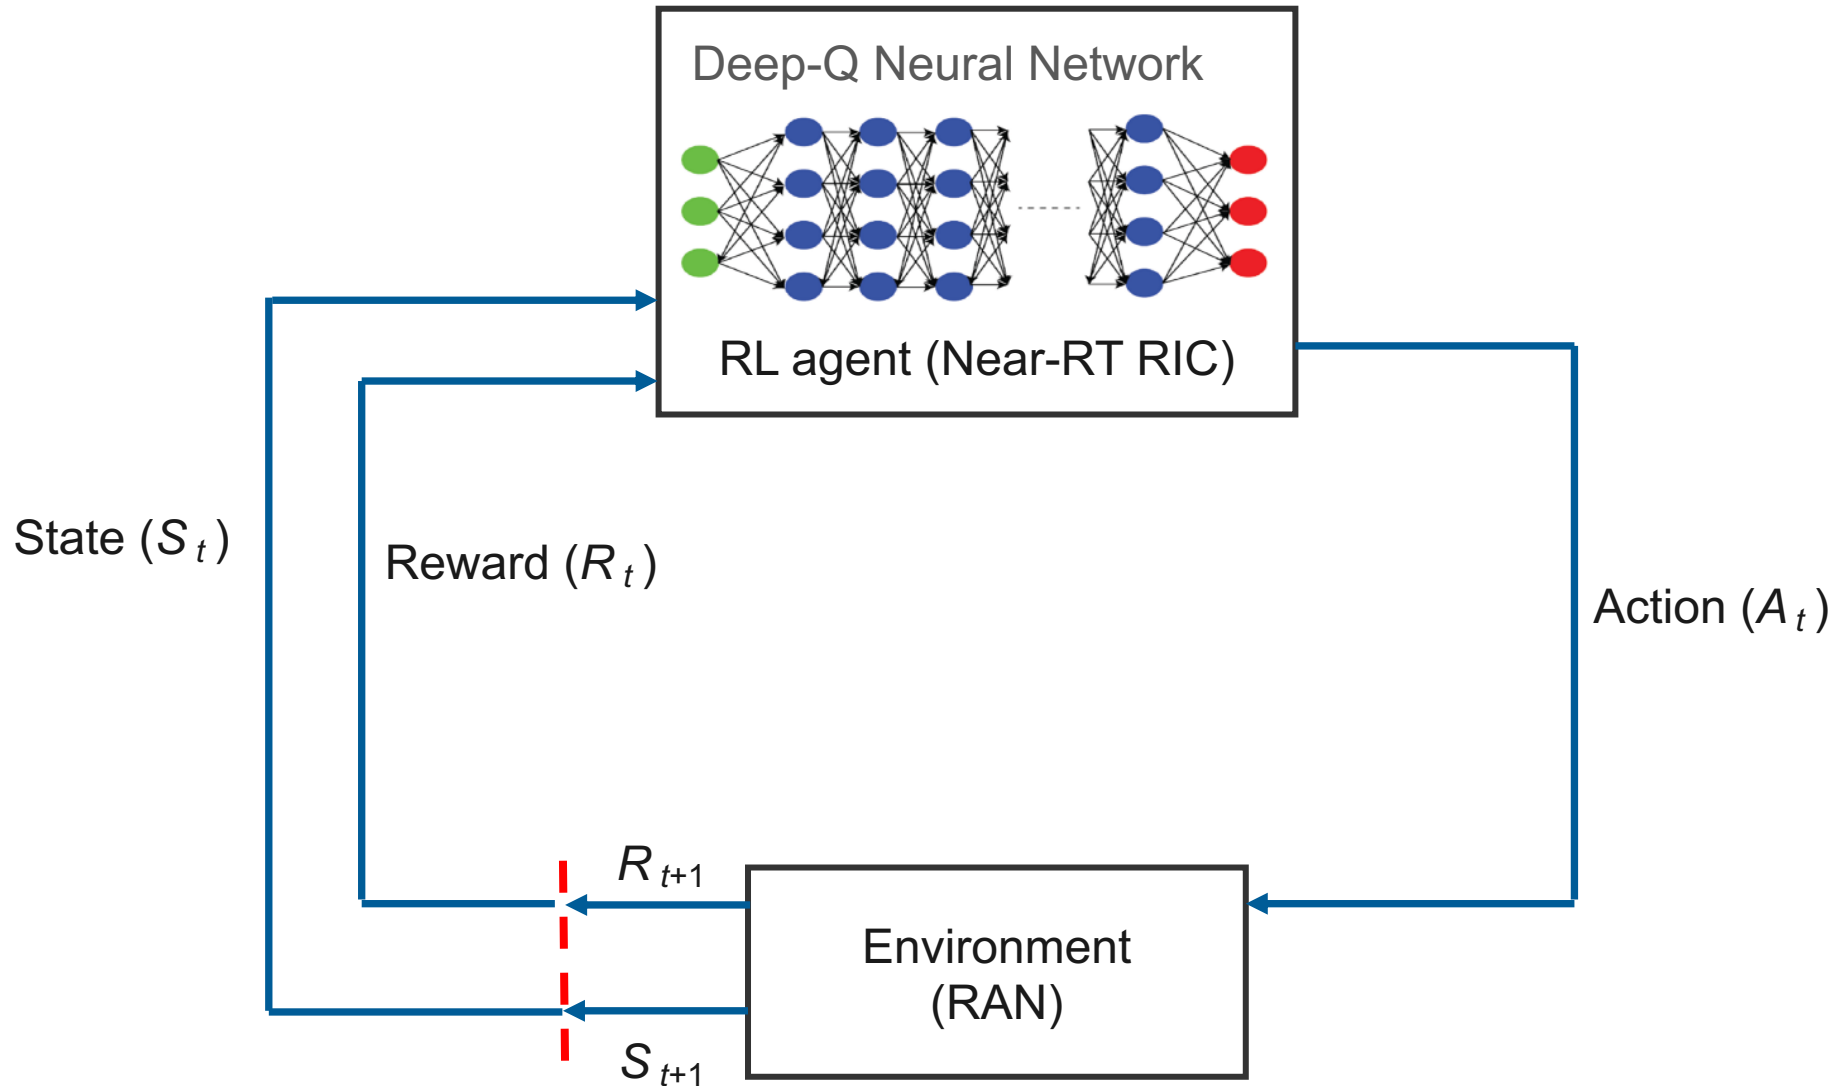 Deep-Q Neural Network
RL agent (Near-RT RIC)
State (S t)
Reward (R t)
Action (A t)
R t+1
Environment
(RAN)
S t+1